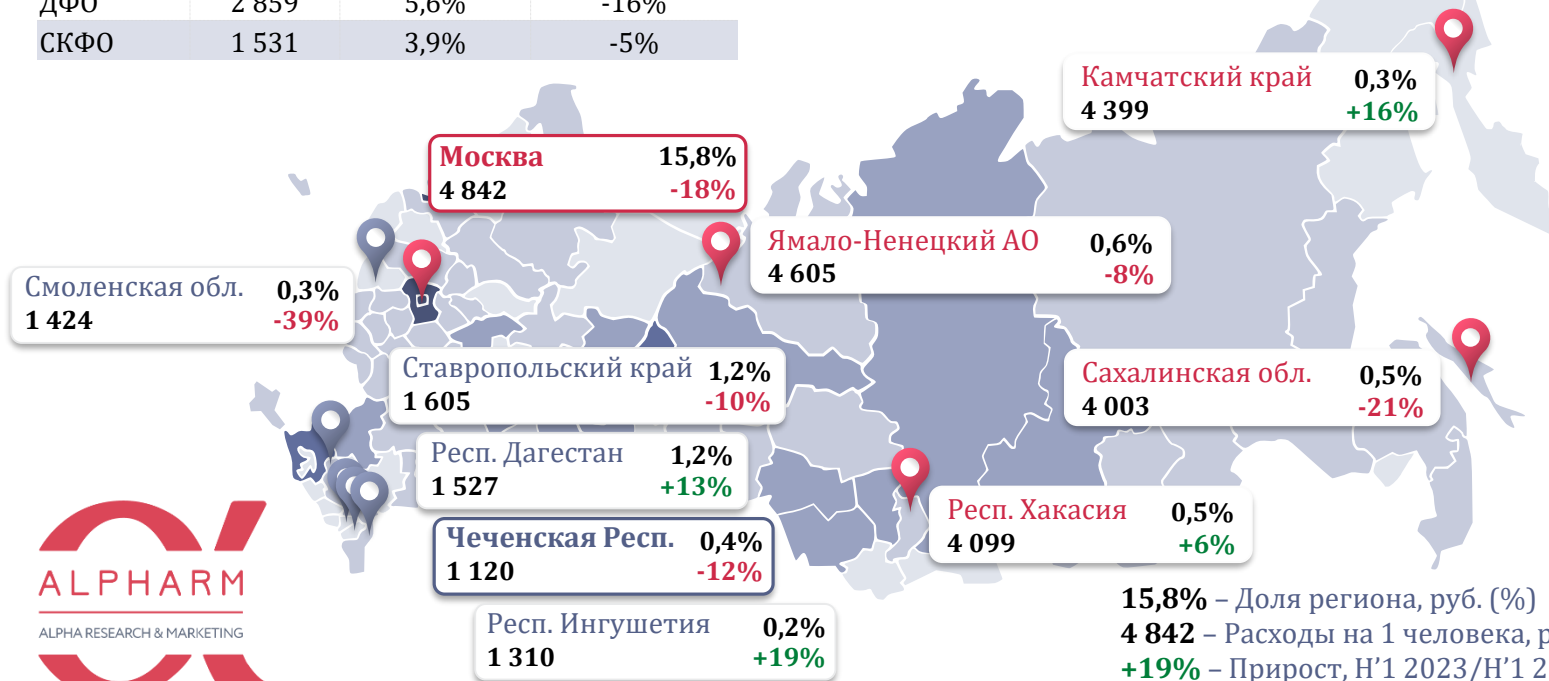 ДФО 2 859 5,6% -16%
СКФО 1 531 3,9% -5%
Камчатский край 0,3%
4 399 +16%
Москва 15,8%
4 842 -18%
Ямало-Ненецкий АО 0,6%
4 605 -8%
Смоленская обл. 0,3%
1 424 -39%
Ставропольский край 1,2%
1 605 -10%
Сахалинская обл. 0,5%
4 003 -21%
Респ. Дагестан 1,2%
1 527 +13%
Респ. Хакасия 0,5%
4 099 +6%
Чеченская Респ. 0,4%
1 120 -12%
Респ. Ингушетия 0,2%
1 310 +19%
ALPHARM
ALPHA RESEARCH & MARKETING
15,8% – Доля региона, руб. (%)
4 842 – Расходы на 1 человека, р
+19% – Прирост, H’1 2023/H’1 2